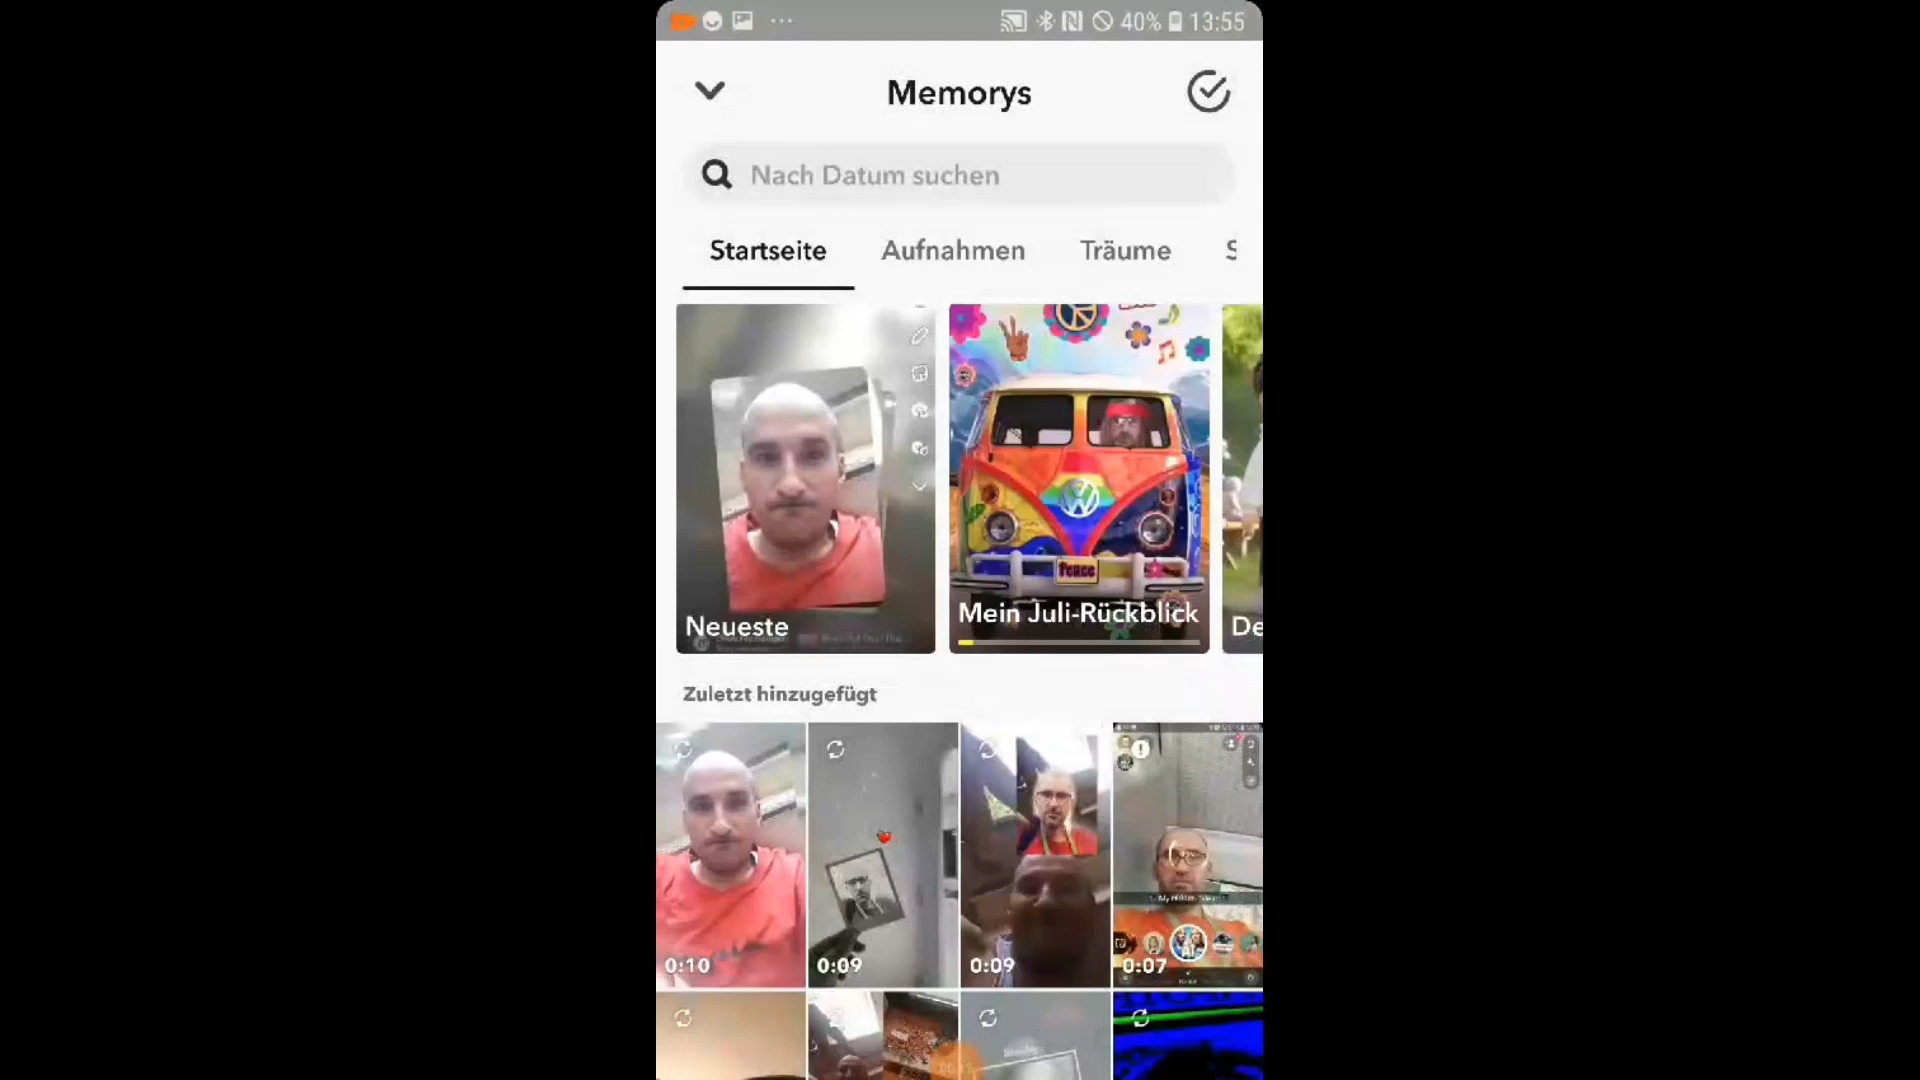 40% 13:55
Memorys
Nach Datum suchen
Startseite Aufnahmen Träume S
Neueste
Peace
Mein Juli-Rückblick
De
Zuletzt hinzugefügt
0:10
0:09
0:09
0:07